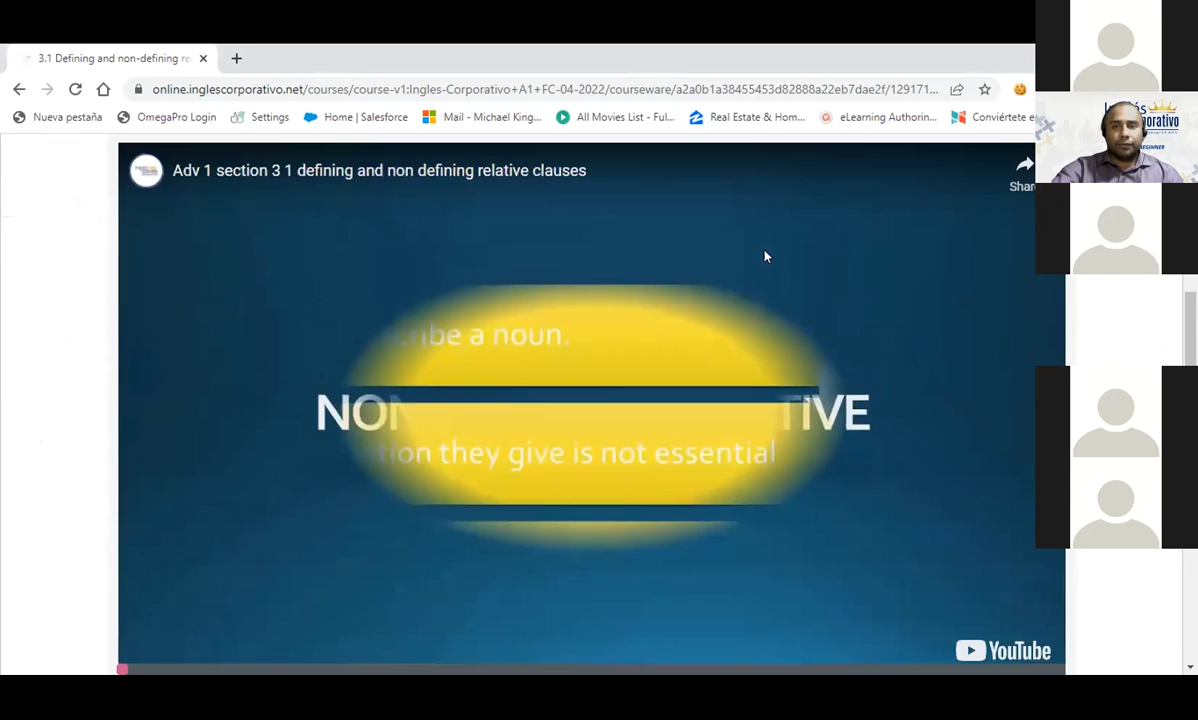 3.1 Defining and non-defining re
online.inglescorporativo.net/courses/course-v1:Ingles-Corporativo+A1+FC-04-2022/courseware/a2a0b1a38455453d82888a22eb7dae2f/129171...
Nueva pestaña
OmegaPro Login
Settings
Home | Salesforce
Mail - Michael King...
All Movies List - Ful...
Real Estate & Hom...
eLearning Authorin...
Conviértete e
Adv 1 section 3 1 defining and non defining relative clauses
Shar
be a noun.
NON TIVE
tion they give is not essential
YouTube